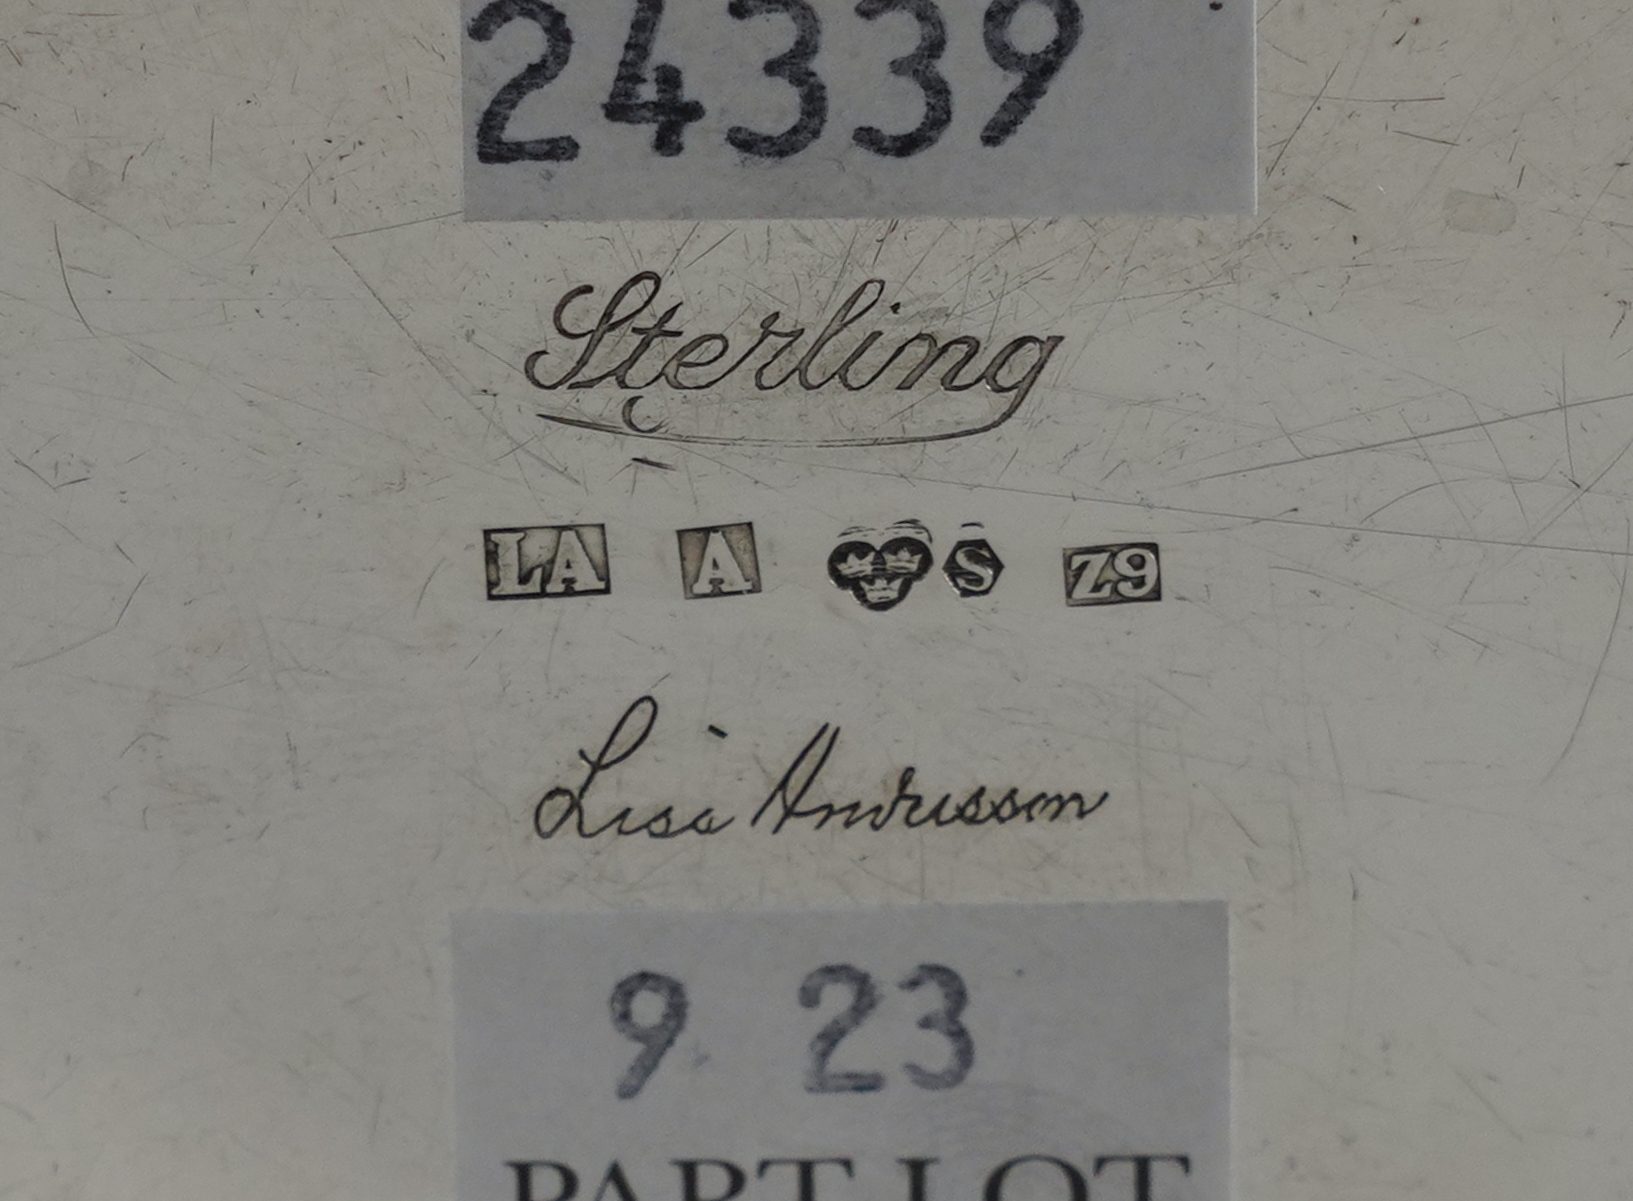 24339
Sterling
LA A S Z9
Lisa Andresson
9 23
PART LOT